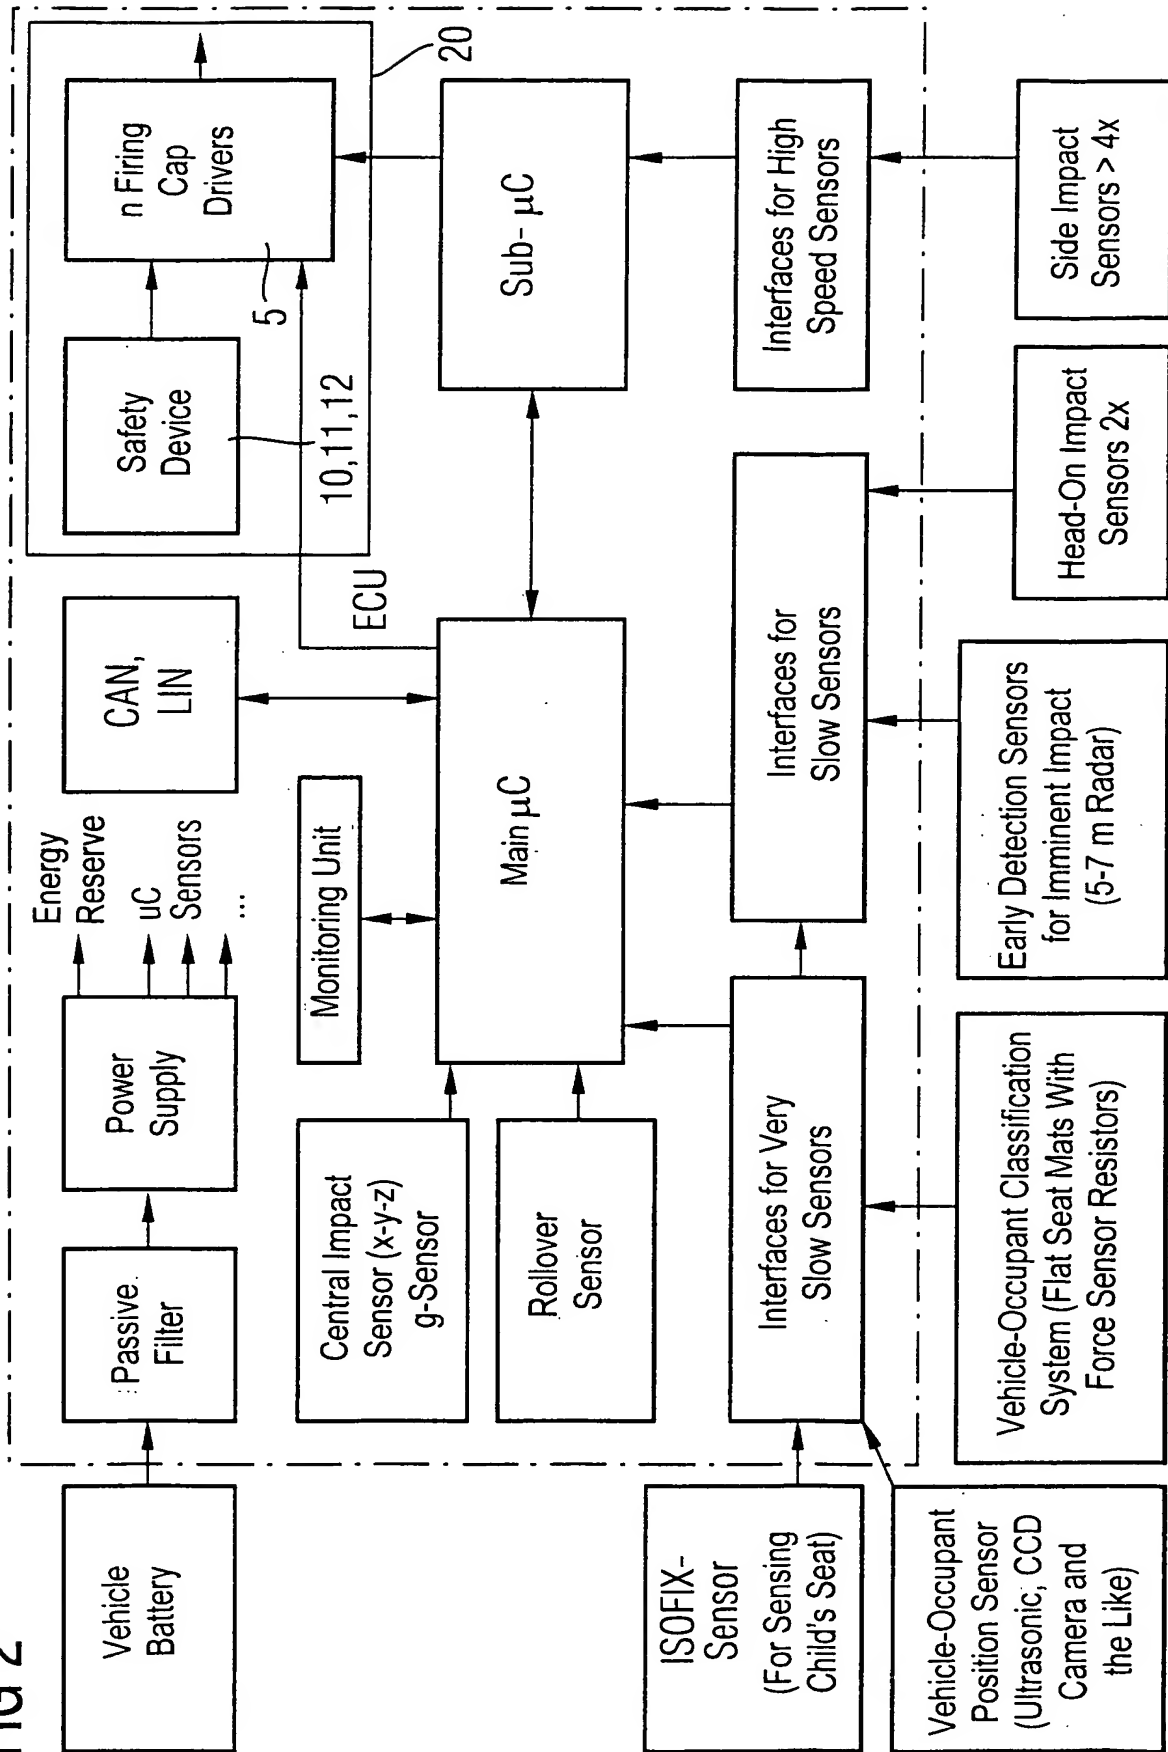 FIG 2
Vehicle
Battery
Passive
Filter
Power
Supply
Energy
Reserve
uC
Sensors
...
CAN,
LIN
Safety
Device
n Firing
Cap
Drivers
5
20
10,11,12
ECU
Central Impact
Sensor (x-y-z)
g-Sensor
Monitoring Unit
Rollover
Sensor
Main µC
Sub- µC
ISOFIX-
Sensor
(For Sensing
Child's Seat)
Interfaces for Very
Slow Sensors
Interfaces for
Slow Sensors
Interfaces for High
Speed Sensors
Vehicle-Occupant
Position Sensor
(Ultrasonic, CCD
Camera and
the Like)
Vehicle-Occupant Classification
System (Flat Seat Mats With
Force Sensor Resistors)
Early Detection Sensors
for Imminent Impact
(5-7 m Radar)
Head-On Impact
Sensors 2x
Side Impact
Sensors > 4x